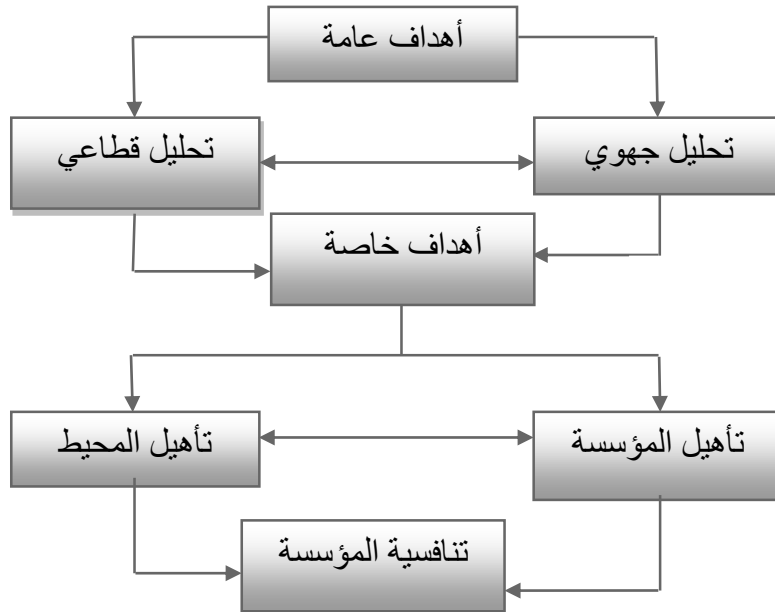 أهداف عامة
تحليل جهوي
تحليل قطاعي
أهداف خاصة
تأهيل المؤسسة
تأهيل المحيط
تنافسية المؤسسة